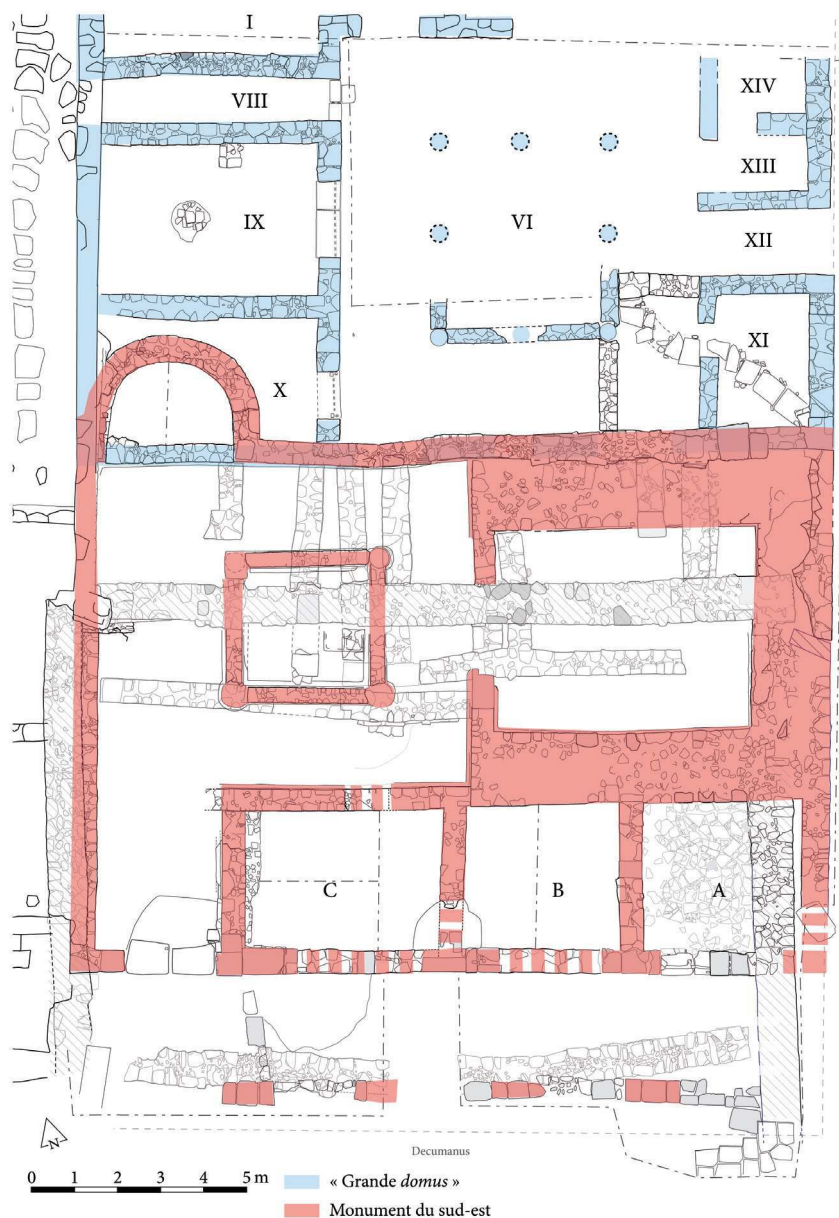 I
XIV
VIII
XIII
IX
VI
XII
XI
X
C
B
A
N
Decumanus
0 1 2 3 4 5 m
« Grande domus »
Monument du sud-est